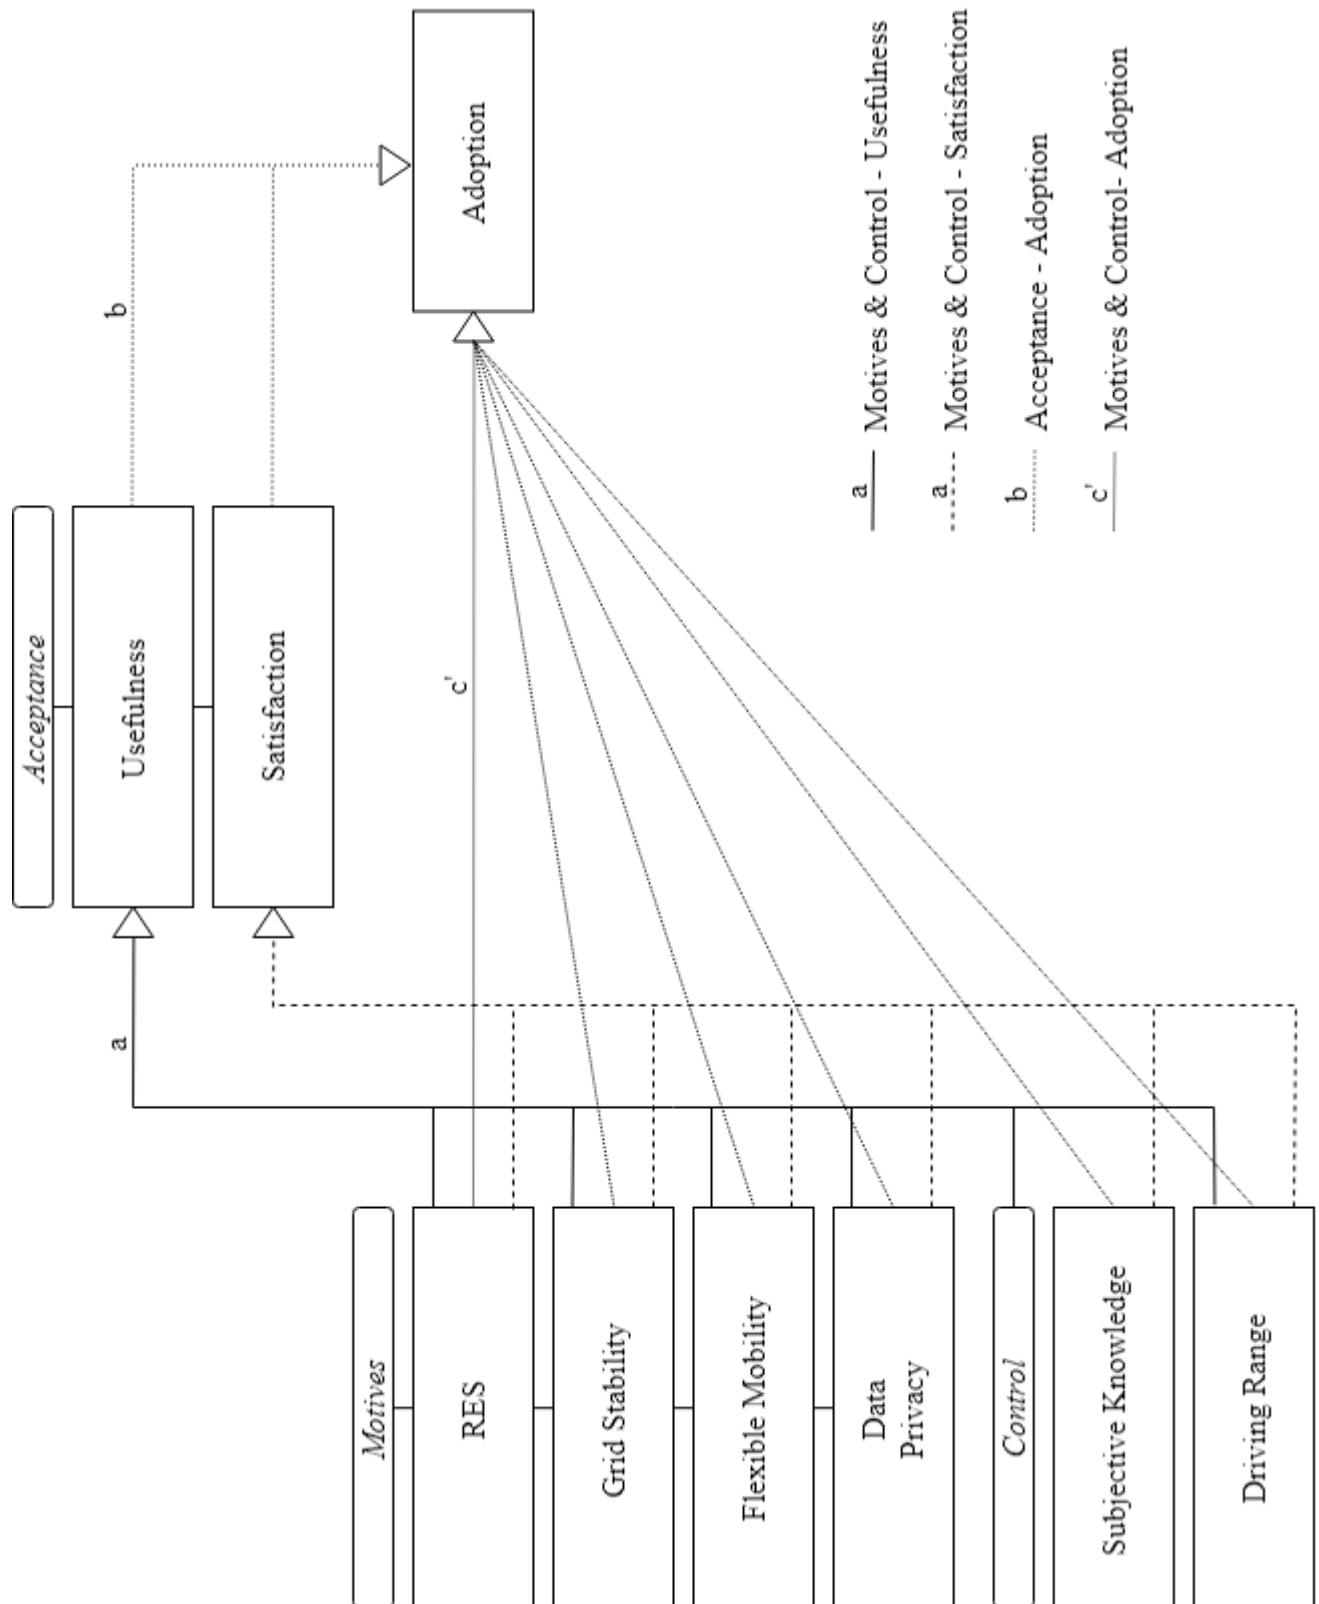 Acceptance
Usefulness
Satisfaction
a
b
Motives
RES
Grid Stability
Flexible Mobility
Data
Privacy
Control
Subjective Knowledge
Driving Range
c'
Adoption
a Motives & Control - Usefulness
a Motives & Control - Satisfaction
b Acceptance - Adoption
c' Motives & Control- Adoption